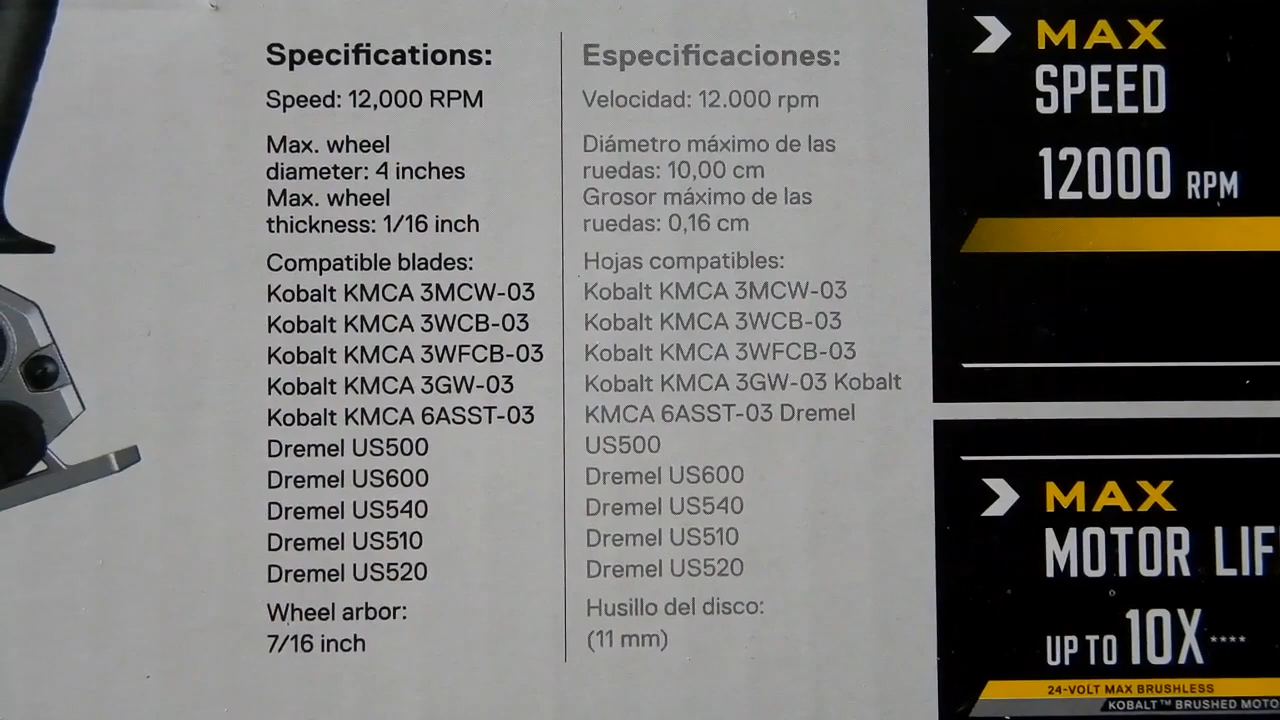 Specifications:
Speed: 12,000 RPM
Max. wheel
diameter: 4 inches
Max. wheel
thickness: 1/16 inch
Compatible blades:
Kobalt KMCA 3MCW-03
Kobalt KMCA 3WCB-03
Kobalt KMCA 3WFCB-03
Kobalt KMCA 3GW-03
Kobalt KMCA 6ASST-03
Dremel US500
Dremel US600
Dremel US540
Dremel US510
Dremel US520
Wheel arbor:
7/16 inch
Especificaciones:
Velocidad: 12.000 rpm
Diámetro máximo de las
ruedas: 10,00 cm
Grosor máximo de las
ruedas: 0,16 cm
Hojas compatibles:
Kobalt KMCA 3MCW-03
Kobalt KMCA 3WCB-03
Kobalt KMCA 3WFCB-03
Kobalt KMCA 3GW-03 Kobalt
KMCA 6ASST-03 Dremel
US500
Dremel US600
Dremel US540
Dremel US510
Dremel US520
Husillo del disco:
(11 mm)
MAX
SPEED
12000 RPM
MAX
MOTOR LIF
UP TO 10X****
24-VOLT MAX BRUSHLESS
KOBALT™ BRUSHED MOTO